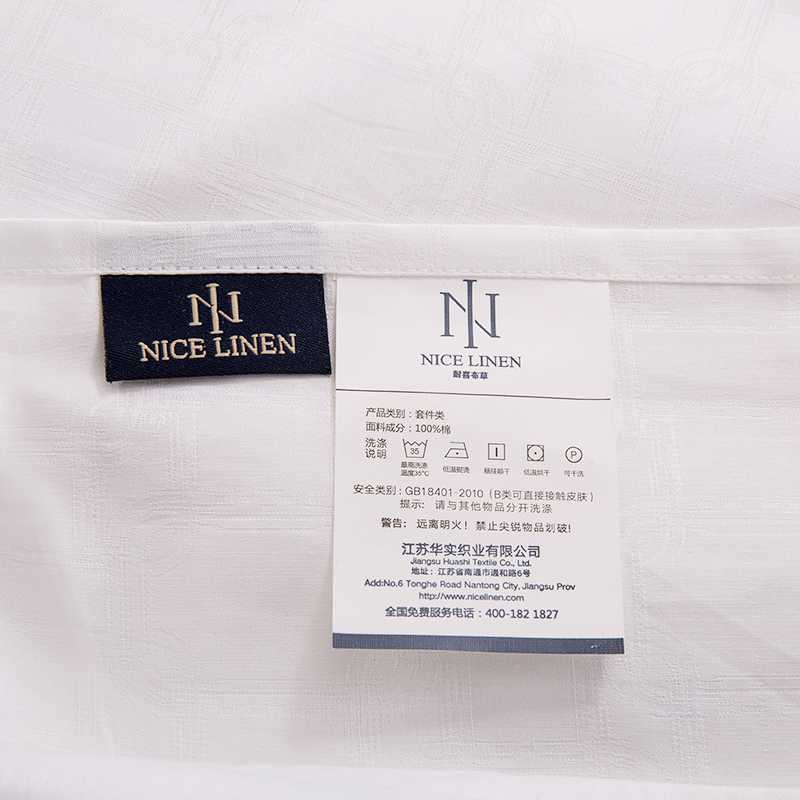 NICE LINEN
NICE LINEN
耐喜布草
产品类别：套件类
面料成分：100%棉
洗涤
说明
35
P
最高洗涤
温度35℃
低温熨烫
悬挂晾干
低温烘干
可干洗
安全类别：GB18401-2010（B类可直接接触皮肤）
提示：请与其他物品分开洗涤
警告：远离明火！禁止尖锐物品划破！
江苏华实织业有限公司
Jiangsu Huashi Textile Co., Ltd.
地址：江苏省南通市通和路6号
Add:No.6 Tonghe Road Nantong City, Jiangsu Prov
http://www.nicelinen.com
全国免费服务电话：400-182 1827